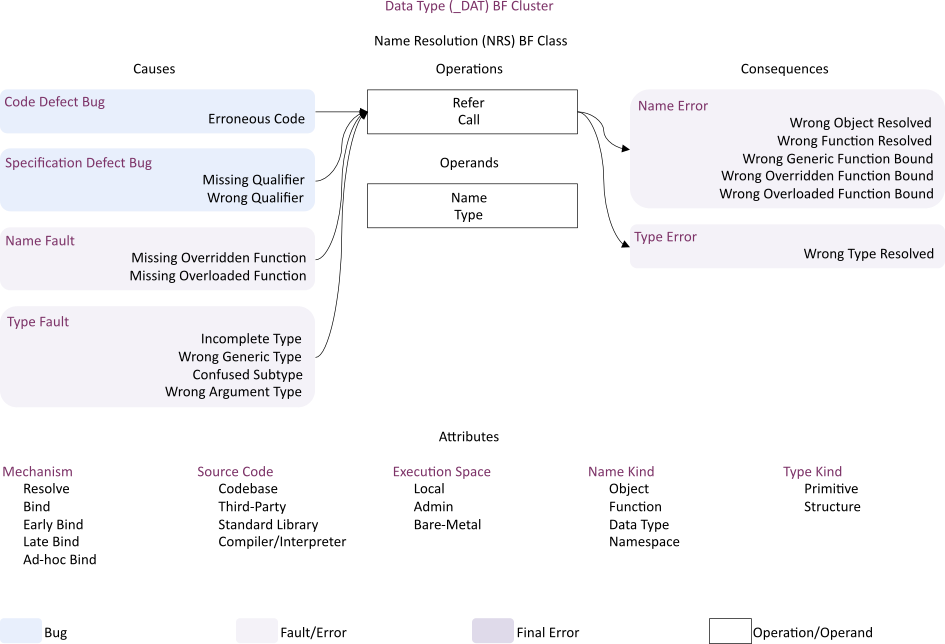 Data Type (_DAT) BF Cluster
Name Resolution (NRS) BF Class
Causes
Operations
Consequences
Code Defect Bug
Erroneous Code
Specification Defect Bug
Missing Qualifier
Wrong Qualifier
Name Fault
Missing Overridden Function
Missing Overloaded Function
Type Fault
Incomplete Type
Wrong Generic Type
Confused Subtype
Wrong Argument Type
Refer
Call
Operands
Name
Type
Name Error
Wrong Object Resolved
Wrong Function Resolved
Wrong Generic Function Bound
Wrong Overridden Function Bound
Wrong Overloaded Function Bound
Type Error
Wrong Type Resolved
Attributes
Mechanism
Resolve
Bind
Early Bind
Late Bind
Ad-hoc Bind
Source Code
Codebase
Third-Party
Standard Library
Compiler/Interpreter
Execution Space
Local
Admin
Bare-Metal
Name Kind
Object
Function
Data Type
Namespace
Type Kind
Primitive
Structure
Bug
Fault/Error
Final Error
Operation/Operand